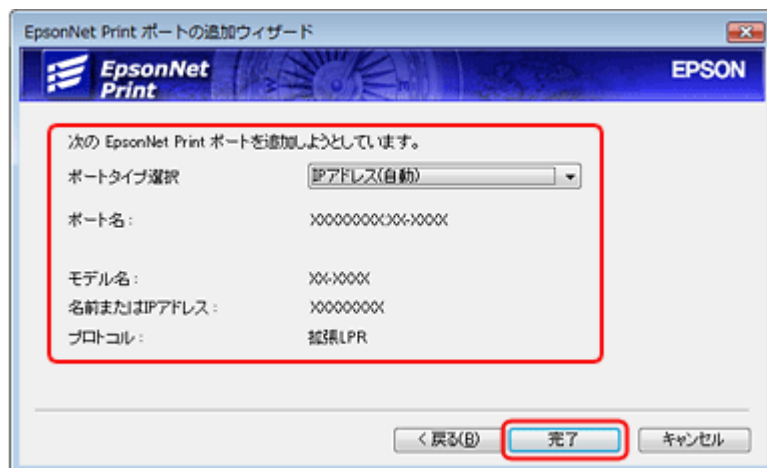 EpsonNet Print ポートの追加ウィザード
EpsonNet
Print
EPSON
次の EpsonNet Print ポートを追加しようとしています。
ポートタイプ選択 IPアドレス(自動)
ポート名: XXXXXXXX:XX-XXXX
モデル名: XX-XXXX
名前またはIPアドレス: XXXXXXXX
プロトコル: 拡張LPR
< 戻る(B) 完了 キャンセル